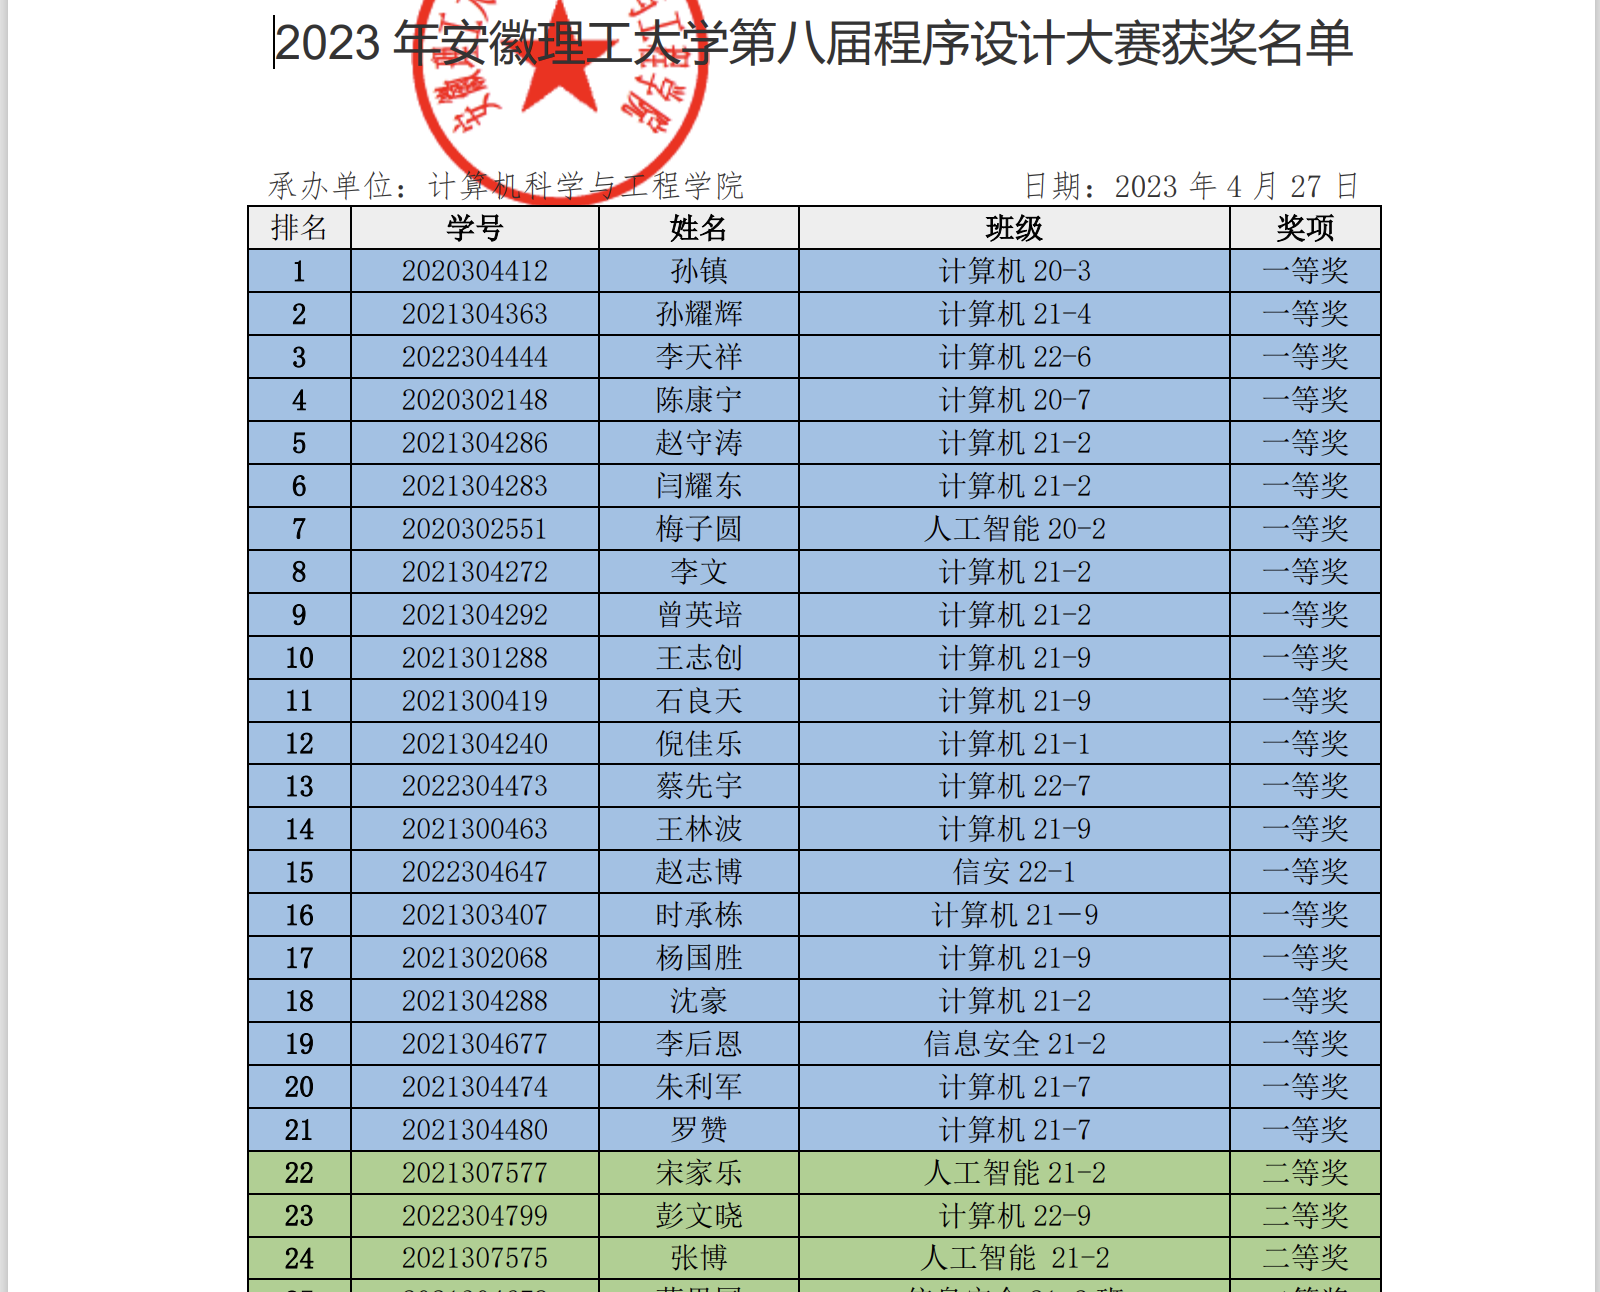 2023 年安徽理工大学第八届程序设计大赛获奖名单
承办单位：计算机科学与工程学院 日期：2023 年 4 月 27 日
排名 学号 姓名 班级 奖项
1 2020304412 孙镇 计算机 20-3 一等奖
2 2021304363 孙耀辉 计算机 21-4 一等奖
3 2022304444 李天祥 计算机 22-6 一等奖
4 2020302148 陈康宁 计算机 20-7 一等奖
5 2021304286 赵守涛 计算机 21-2 一等奖
6 2021304283 闫耀东 计算机 21-2 一等奖
7 2020302551 梅子圆 人工智能 20-2 一等奖
8 2021304272 李文 计算机 21-2 一等奖
9 2021304292 曾英培 计算机 21-2 一等奖
10 2021301288 王志创 计算机 21-9 一等奖
11 2021300419 石良天 计算机 21-9 一等奖
12 2021304240 倪佳乐 计算机 21-1 一等奖
13 2022304473 蔡先宇 计算机 22-7 一等奖
14 2021300463 王林波 计算机 21-9 一等奖
15 2022304647 赵志博 信安 22-1 一等奖
16 2021303407 时承栋 计算机 21－9 一等奖
17 2021302068 杨国胜 计算机 21-9 一等奖
18 2021304288 沈豪 计算机 21-2 一等奖
19 2021304677 李后恩 信息安全 21-2 一等奖
20 2021304474 朱利军 计算机 21-7 一等奖
21 2021304480 罗赞 计算机 21-7 一等奖
22 2021307577 宋家乐 人工智能 21-2 二等奖
23 2022304799 彭文晓 计算机 22-9 二等奖
24 2021307575 张博 人工智能 21-2 二等奖